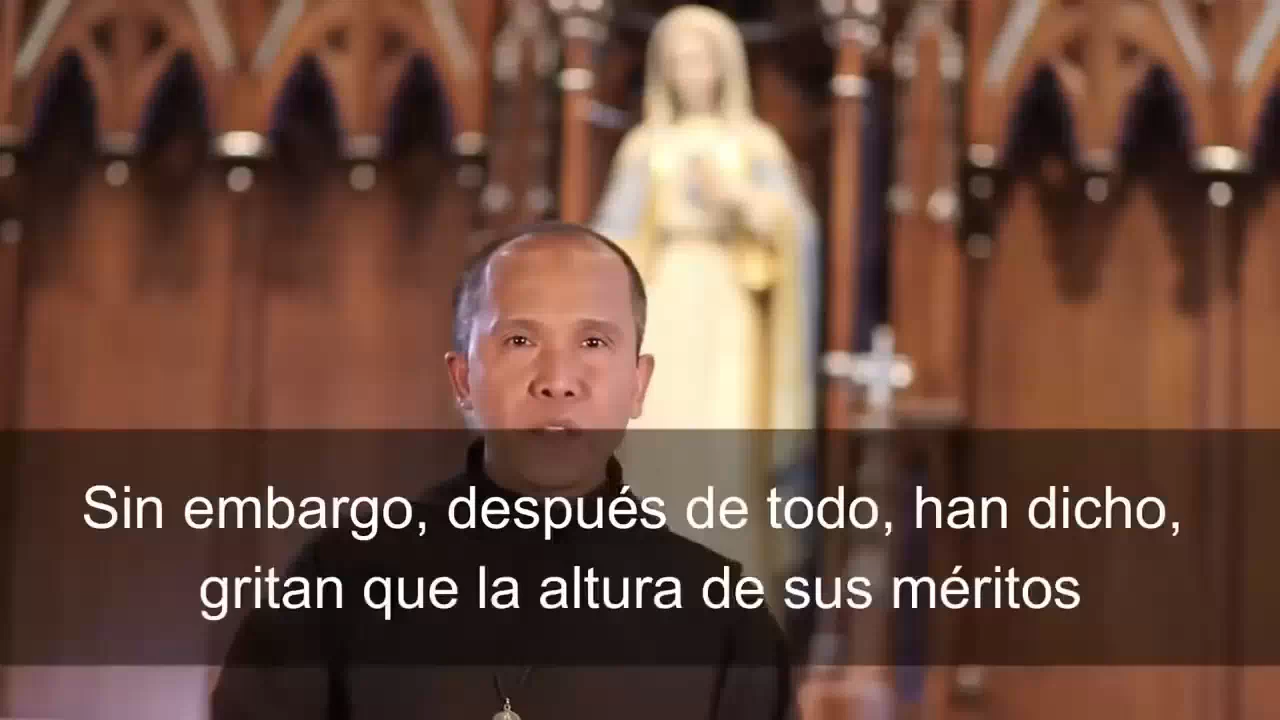 Sin embargo, después de todo, han dicho,
gritan que la altura de sus méritos